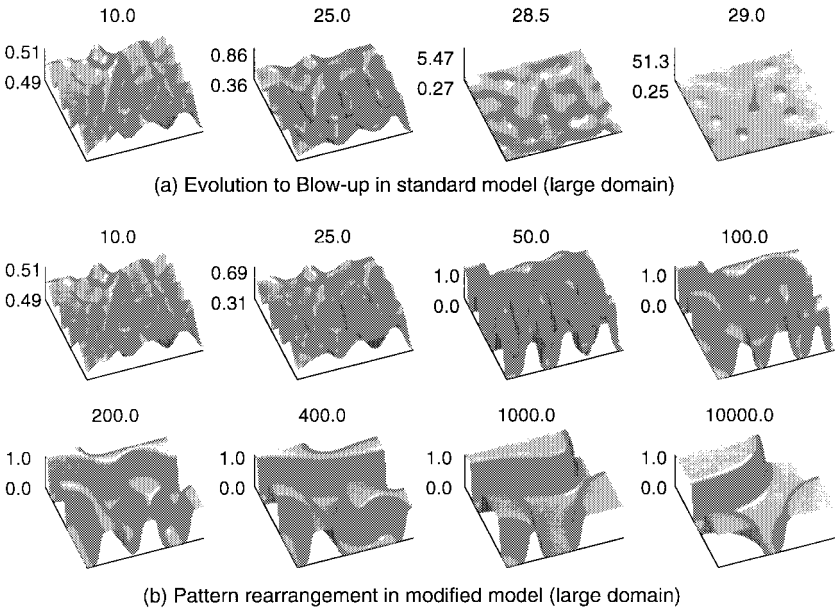 10.0 25.0 28.5 29.0
0.51 0.86 5.47 51.3
0.49 0.36 0.27 0.25
(a) Evolution to Blow-up in standard model (large domain)
10.0 25.0 50.0 100.0
0.51 0.69 1.0 1.0
0.49 0.31 0.0 0.0
200.0 400.0 1000.0 10000.0
1.0 1.0 1.0 1.0
0.0 0.0 0.0 0.0
(b) Pattern rearrangement in modified model (large domain)